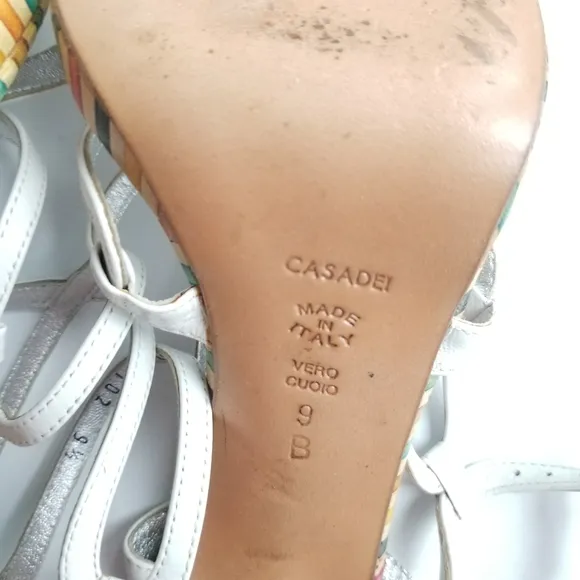 CASADEI
MADE
IN
ITALY
VERO
CUOIO
9
B